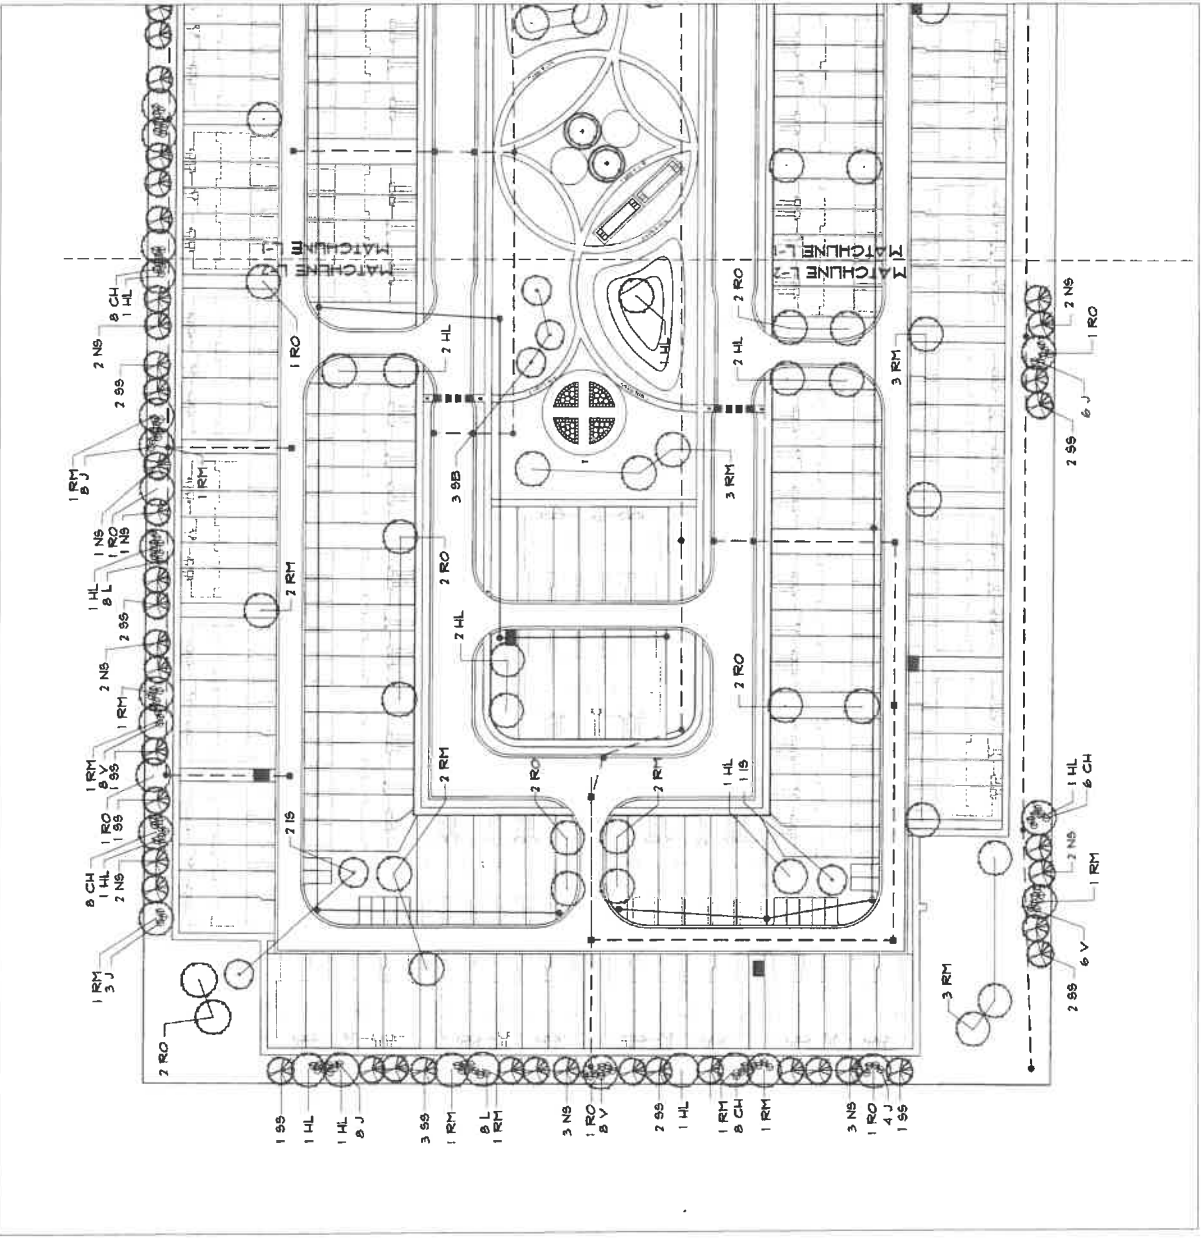 MATCHLINE L-1
MATCHLINE L-2
MATCHLINE L-1
MATCHLINE L-2
8 CH
1 HL
2 NS
2 SS
1 RM
8 J
1 RM
1 NS
1 RO
1 NS
1 HL
8 L
2 SS
2 NS
1 RM
1 RM
8 V
1 SS
1 RO
1 SS
8 CH
1 HL
2 NS
1 RM
3 J
2 RO
1 RO
2 HL
3 SB
2 RM
2 RO
2 HL
2 RM
2 IS
2 RO
2 RM
1 HL
1 IS
2 RO
3 RM
2 HL
2 RO
1 HL
3 RM
2 NS
1 RO
6 J
2 SS
1 HL
6 CH
2 NS
1 RM
6 V
2 SS
3 RM
1 SS
1 HL
1 HL
8 J
3 SS
1 RM
8 L
1 RM
3 NS
1 RO
8 V
2 SS
1 HL
1 RM
8 CH
1 RM
3 NS
1 RO
4 J
1 SS